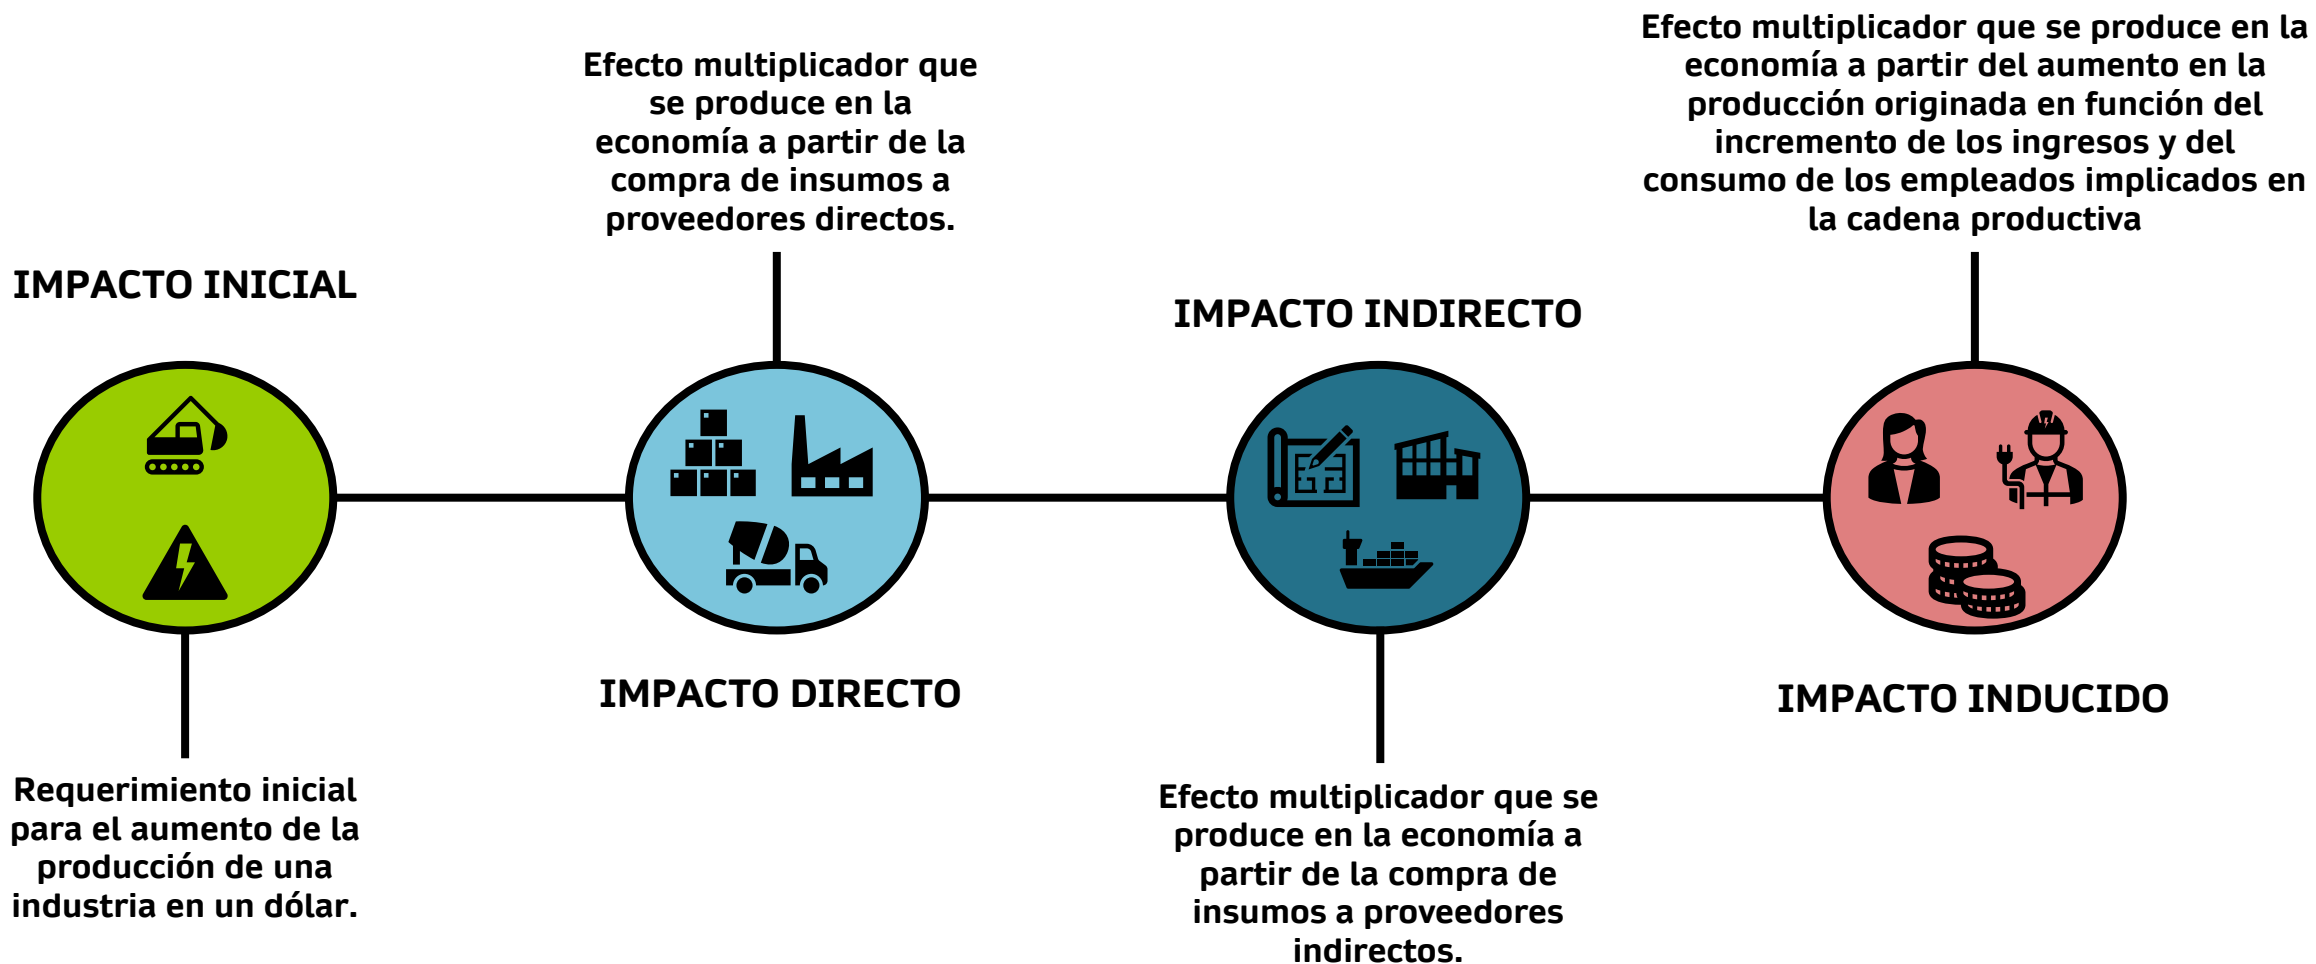 IMPACTO INICIAL
Requerimiento inicial
para el aumento de la
producción de una
industria en un dólar.
Efecto multiplicador que
se produce en la
economía a partir de la
compra de insumos a
proveedores directos.
IMPACTO DIRECTO
IMPACTO INDIRECTO
Efecto multiplicador que se
produce en la economía a
partir de la compra de
insumos a proveedores
indirectos.
Efecto multiplicador que se produce en la
economía a partir del aumento en la
producción originada en función del
incremento de los ingresos y del
consumo de los empleados implicados en
la cadena productiva
IMPACTO INDUCIDO